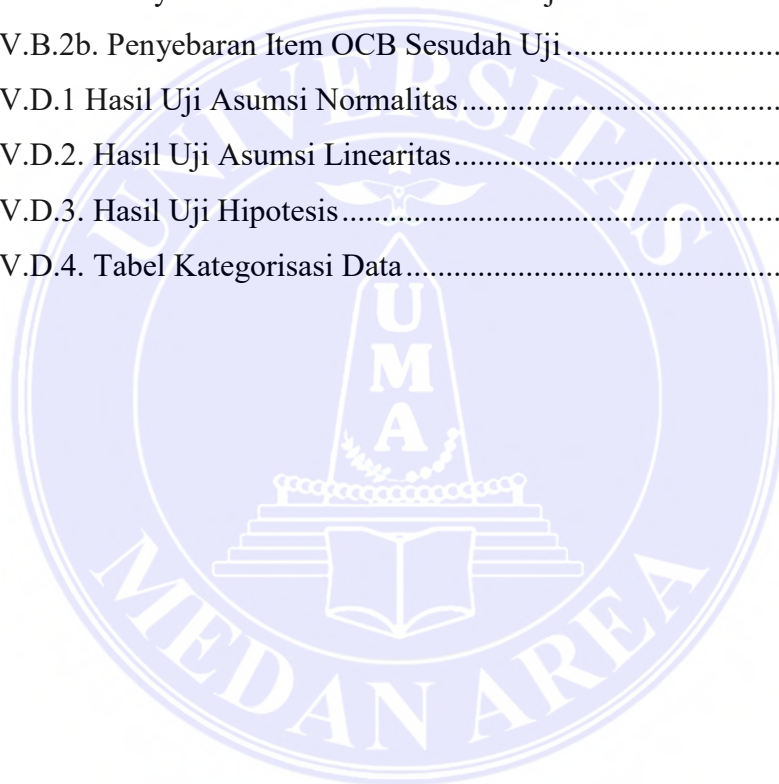 V.B.2b. Penyebaran Item OCB Sesudah Uji ............................
V.D.1 Hasil Uji Asumsi Normalitas ........................................
V.D.2. Hasil Uji Asumsi Linearitas .........................................
V.D.3. Hasil Uji Hipotesis .......................................................
V.D.4. Tabel Kategorisasi Data ...............................................
UNIVERSITAS
UMA
MEDAN AREA